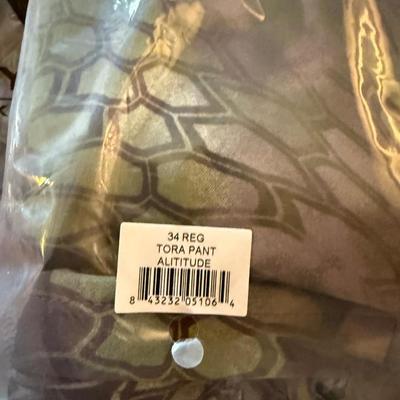 34 REG
TORA PANT
ALITITUDE
8 43232 05106 4